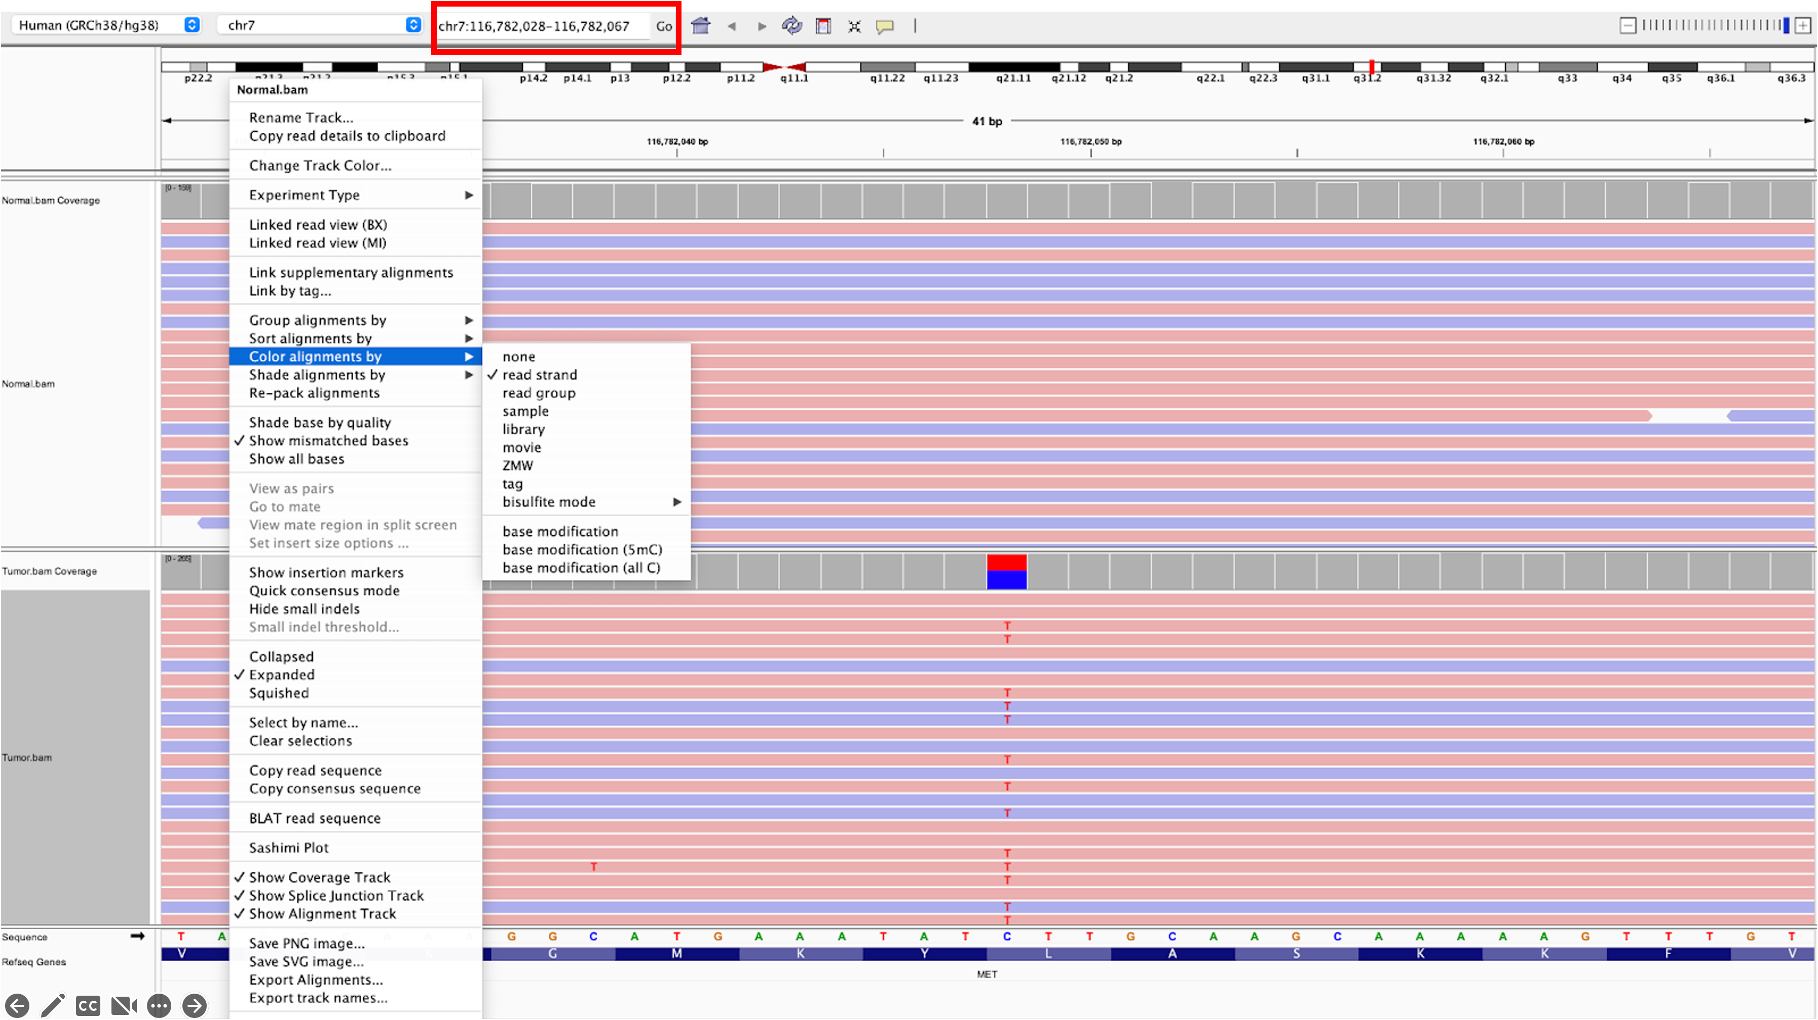 Human (GRCh38/hg38) chr7 chr7:116,782,028-116,782,067 Go
p22.2 p21.3 p21.2 p15.3 p15.1 p14.2 p14.1 p13 p12.2 p11.2 q11.1 q11.22 q11.23 q21.11 q21.12 q21.2 q22.1 q22.3 q31.1 q31.2 q31.32 q32.1 q33 q34 q35 q36.1 q36.3
41 bp
116,782,040 bp 116,782,050 bp 116,782,060 bp
Normal.bam Coverage
[0 - 159]
Normal.bam
Normal.bam
Rename Track...
Copy read details to clipboard
Change Track Color...
Experiment Type
Linked read view (BX)
Linked read view (MI)
Link supplementary alignments
Link by tag...
Group alignments by
Sort alignments by
Color alignments by
Shade alignments by
Re-pack alignments
Shade base by quality
✓ Show mismatched bases
Show all bases
View as pairs
Go to mate
View mate region in split screen
Set insert size options ...
Show insertion markers
Quick consensus mode
Hide small indels
Small indel threshold...
Collapsed
✓ Expanded
Squished
Select by name...
Clear selections
Copy read sequence
Copy consensus sequence
BLAT read sequence
Sashimi Plot
✓ Show Coverage Track
✓ Show Splice Junction Track
✓ Show Alignment Track
Save PNG image...
Save SVG image...
Export Alignments...
Export track names...
none
✓ read strand
read group
sample
library
movie
ZMW
tag
bisulfite mode
base modification
base modification (5mC)
base modification (all C)
Tumor.bam Coverage
[0 - 265]
Tumor.bam
T
T
T
T
T
T
T
T
T
T T
T
T
T
Sequence T A G G C A T G A A A T A T C T T G C A A G C A A A A A G T T T G T
Refseq Genes V G M K Y L A S K K F V
MET
CC